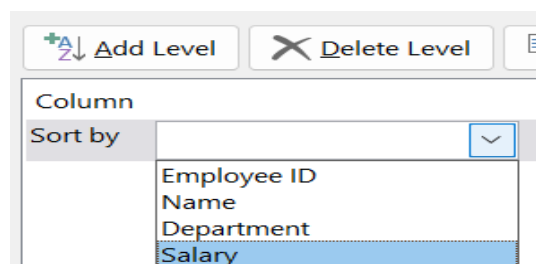 Add Level Delete Level
Column
Sort by
Employee ID
Name
Department
Salary